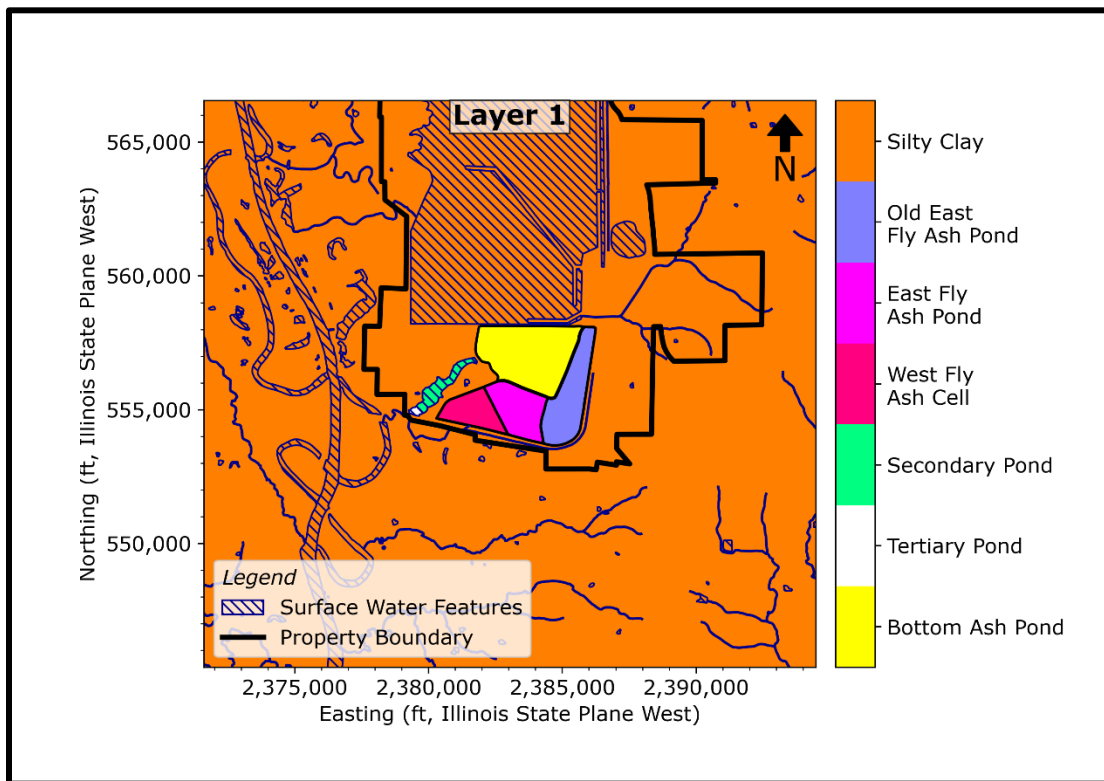 Layer 1
N
565,000
560,000
555,000
550,000
Northing (ft, Illinois State Plane West)
2,375,000
2,380,000
2,385,000
2,390,000
Easting (ft, Illinois State Plane West)
Legend
Surface Water Features
Property Boundary
Silty Clay
Old East
Fly Ash Pond
East Fly
Ash Pond
West Fly
Ash Cell
Secondary Pond
Tertiary Pond
Bottom Ash Pond